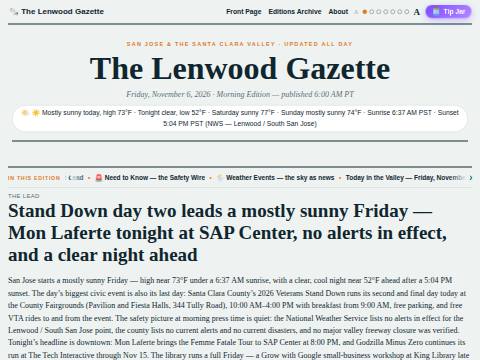 The Lenwood Gazette
Front Page Editions Archive About A A Tip Jar
SAN JOSE & THE SANTA CLARA VALLEY · UPDATED ALL DAY
The Lenwood Gazette
Friday, November 6, 2026 · Morning Edition — published 6:00 AM PT
Mostly sunny today, high 73°F · Tonight clear, low 52°F · Saturday sunny 77°F · Sunday mostly sunny 74°F · Sunrise 6:37 AM PST · Sunset
5:04 PM PST (NWS — Lenwood / South San Jose)
IN THIS EDITION ‹ ead • Need to Know — the Safety Wire • Weather Events — the sky as news • Today in the Valley — Friday, Novembe ›
THE LEAD
Stand Down day two leads a mostly sunny Friday —
Mon Laferte tonight at SAP Center, no alerts in effect,
and a clear night ahead
San Jose starts a mostly sunny Friday — high near 73°F under a 6:37 AM sunrise, with a clear, cool night near 52°F after a 5:04 PM
sunset. The day's biggest civic event is also its last day: Santa Clara County's 2026 Veterans Stand Down runs its second and final day today at
the County Fairgrounds (Pavilion and Fiesta Halls, 344 Tully Road), 10:00 AM–4:00 PM with breakfast from 9:00 AM, free parking, and free
VTA rides to and from the event. The safety picture at morning press time is quiet: the National Weather Service lists no alerts in effect for the
Lenwood / South San Jose point, the county lists no current alerts and no current disasters, and no major valley freeway closure was verified.
Tonight's headline is downtown: Mon Laferte brings the Femme Fatale Tour to SAP Center at 8:00 PM, and Godzilla Minus Zero continues its
run at The Tech Interactive through Nov 15. The library runs a full Friday — a Grow with Google small-business workshop at King Library late